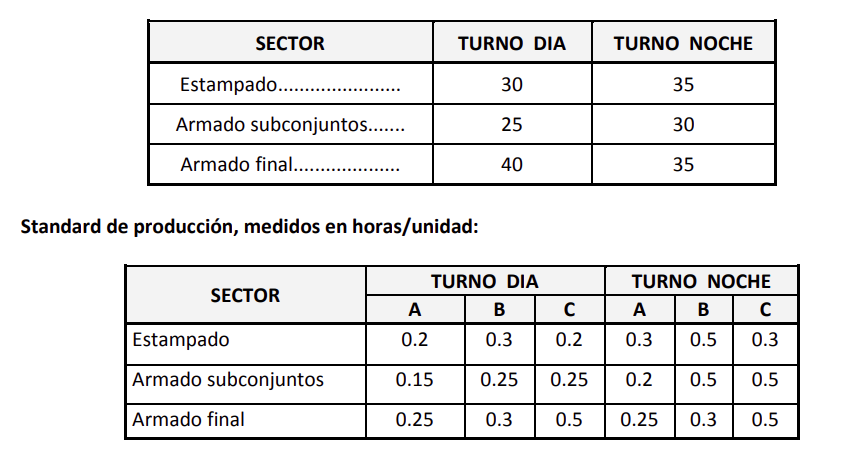 SECTOR TURNO DIA TURNO NOCHE
Estampado....................... 30 35
Armado subconjuntos....... 25 30
Armado final.................... 40 35
Standard de producción, medidos en horas/unidad:
SECTOR TURNO DIA TURNO NOCHE
A B C A B C
Estampado 0.2 0.3 0.2 0.3 0.5 0.3
Armado subconjuntos 0.15 0.25 0.25 0.2 0.5 0.5
Armado final 0.25 0.3 0.5 0.25 0.3 0.5